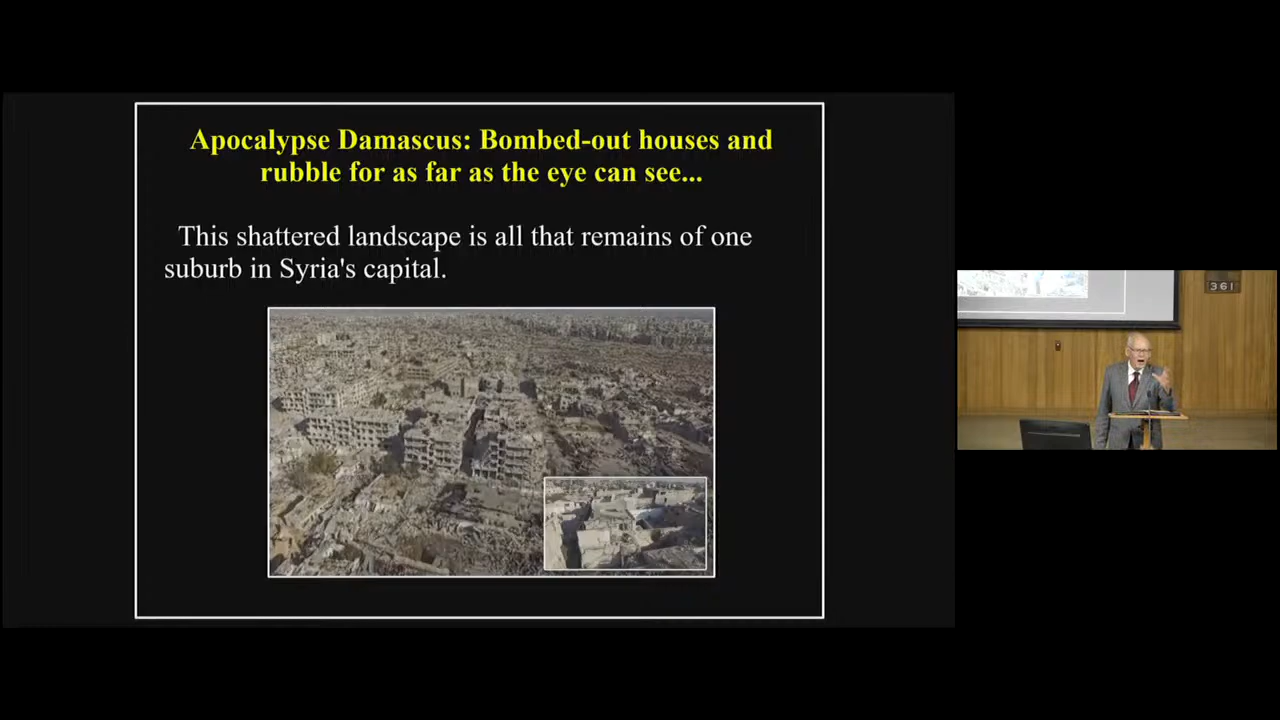 Apocalypse Damascus: Bombed-out houses and
rubble for as far as the eye can see...
This shattered landscape is all that remains of one
suburb in Syria's capital.
361